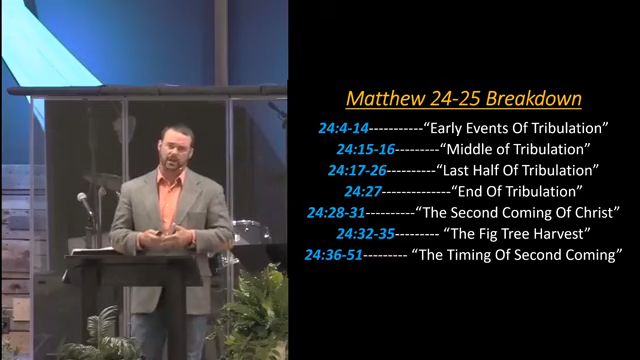 Matthew 24-25 Breakdown
24:4-14-----------“Early Events Of Tribulation”
24:15-16---------“Middle of Tribulation”
24:17-26----------“Last Half Of Tribulation”
24:27--------------“End Of Tribulation”
24:28-31----------“The Second Coming Of Christ”
24:32-35--------- “The Fig Tree Harvest”
24:36-51--------- “The Timing Of Second Coming”